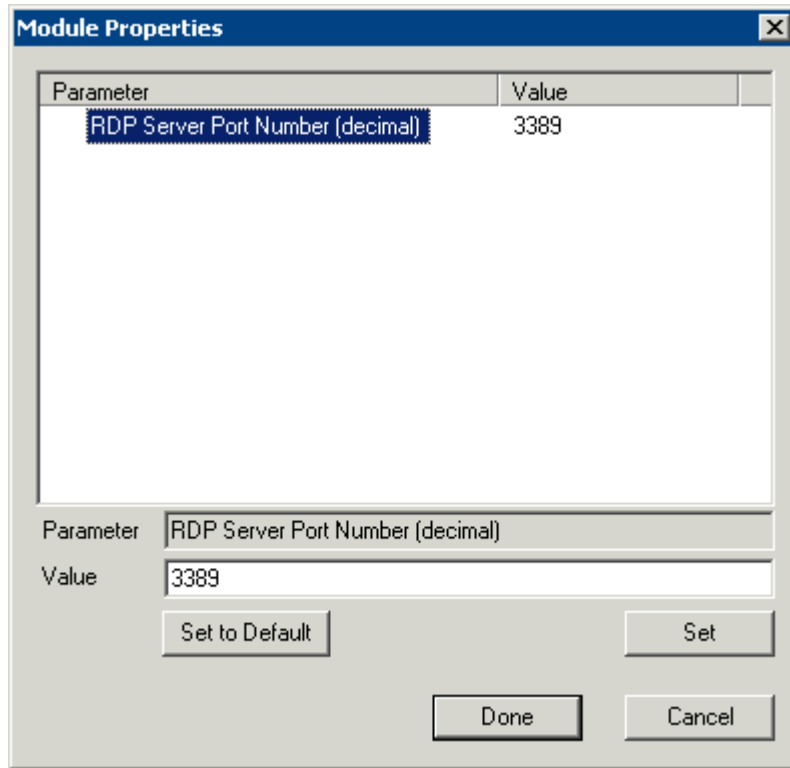 Module Properties
Parameter Value
RDP Server Port Number (decimal) 3389
Parameter RDP Server Port Number (decimal)
Value 3389
Set to Default Set
Done Cancel